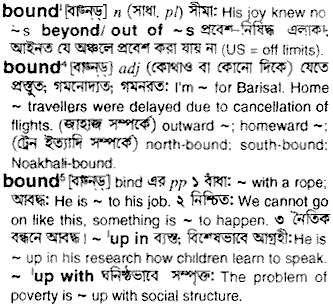 bound³ [বাঊন্ড্] n (সাধা. pl) সীমা: His joy knew no
~s beyond/ out of ~s প্রবেশ-নিষিদ্ধ এলাকা;
আইনত যে অঞ্চলে প্রবেশ করা যায় না (US = off limits).
bound⁴ [বাঊন্ড্] adj (কোথাও বা কোনো দিকে) যেতে
প্রস্তুত; গমনোদ্যত; গমনরত: I'm ~ for Barisal. Home
~ travellers were delayed due to cancellation of
flights. (জাহাজ সম্পর্কে) outward ~; homeward ~;
(ট্রেন ইত্যাদি সম্পর্কে) north-bound; south-bound;
Noakhali-bound.
bound⁵ [বাঊন্ড্] bind এর pp ১ বাঁধা: ~ with a rope;
আবদ্ধ: He is ~ to his job. ২ নিশ্চিত: We cannot go
on like this, something is ~ to happen. ৩ নৈতিক
বন্ধনে আবদ্ধ। ~ 'up in ব্যস্ত; বিশেষভাবে আগ্রহী:He is
~ up in his research how children learn to speak.
~ 'up with ঘনিষ্ঠভাবে সম্পৃক্ত: The problem of
poverty is ~ up with social structure.